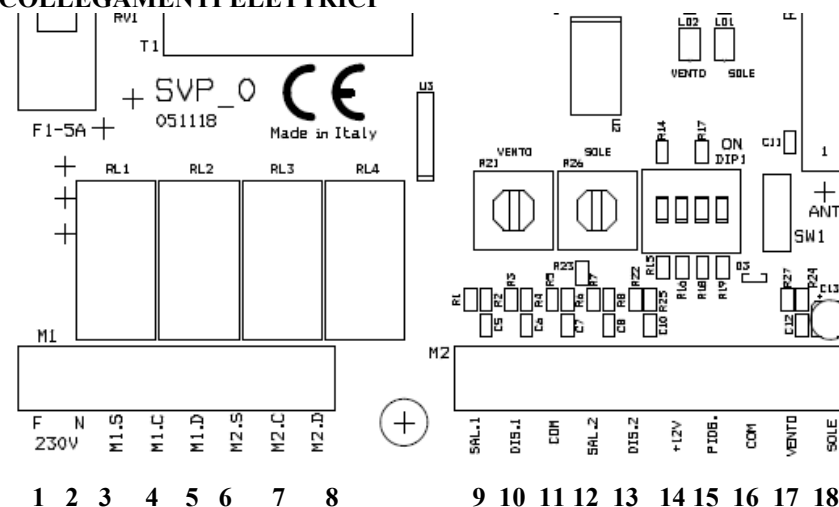 COLLEGAMENTI ELETTRICI
RV1
T1
LD2 LD1
VENTO SOLE
SVP_0
051118
CE
Made in Italy
F1-5A
U3
U2
R14 R17
ON
DIP1
C11
1
ANT
SW1
RL1 RL2 RL3 RL4
VENTO SOLE
R21 R26
R23 R15 R16 R18 R19 D3
R1 R2 R3 R4 R5 R6 R7 R8 R22 R25 R27 R24
C5 C6 C7 C8 C10 C12 C13
M1 M2
F N M1.S M1.C M1.D M2.S M2.C M2.D
230V
SAL.1 DIS.1 COM SAL.2 DIS.2 +12V PIOG. COM VENTO SOLE
1 2 3 4 5 6 7 8 9 10 11 12 13 14 15 16 17 18